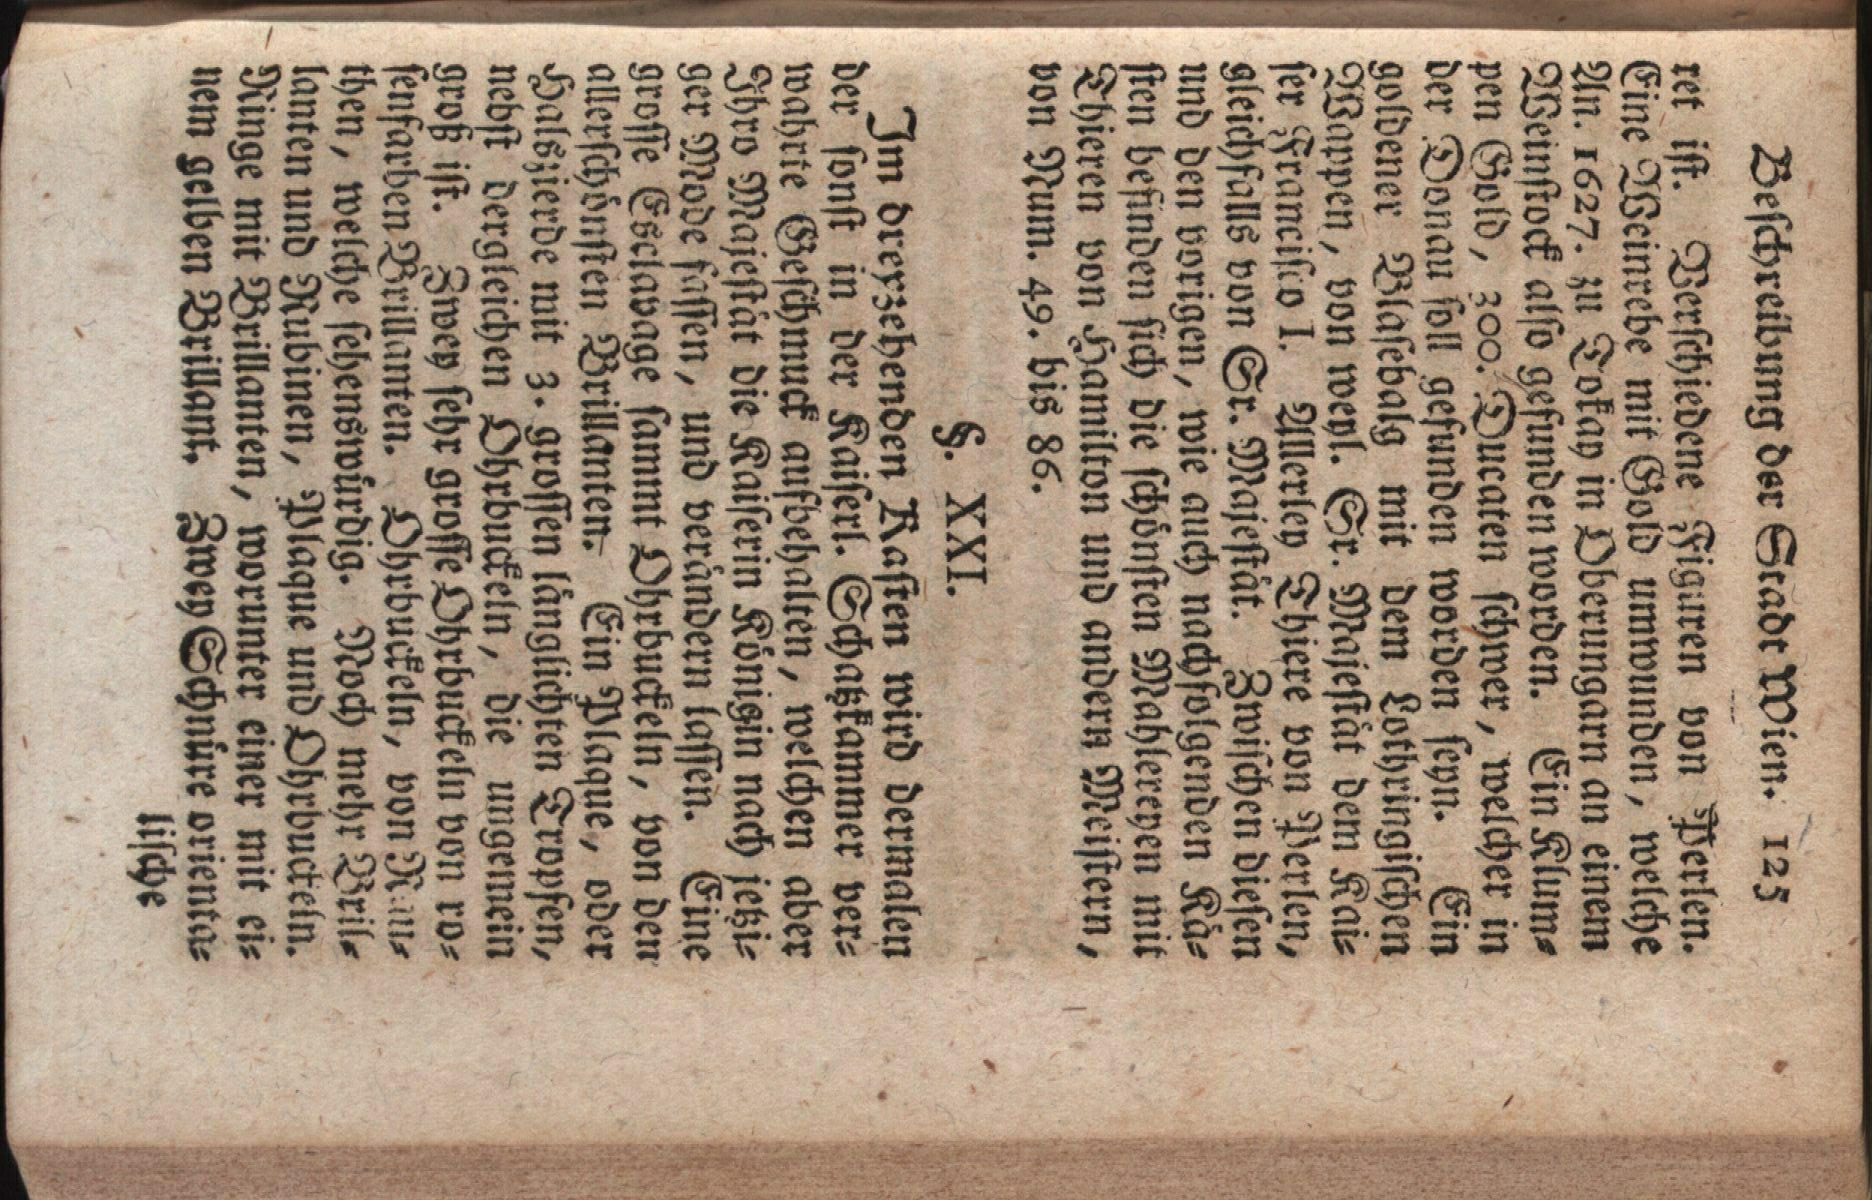 Beſchreibung der Stadt Wien. 125
ret iſt. Verſchiedene Figuren von Perlen.
Eine Weinrebe mit Gold umwunden, welche
An. 1627. zu Tokay in Oberungarn an einen
Weinſtock alſo gefunden worden. Ein Klum⸗
pen Gold, 300. Ducaten ſchwer, welcher in
der Donau ſoll gefunden worden ſeyn. Ein
goldener Blaſebalg mit dem Lothringiſchen
Wappen, von weyl. Sr. Majeſtät dem Kai⸗
ſer Franciſco I. Allerley Thiere von Perlen,
gleichfalls von Sr. Majeſtät. Zwiſchen dieſen
und den vorigen, wie auch nachfolgenden Kä⸗
ſten befinden ſich die ſchönſten Mahlereyen mit
Thieren von Hamilton und andern Meiſtern,
von Num. 49. bis 86.
§. XXI.
Im dreyzehenden Kaſten wird dermalen
der ſonſt in der Kaiſerl. Schatzkammer ver⸗
wahrte Geſchmuck aufbehalten, welchen aber
Ihro Majeſtät die Kaiſerin Königin nach jetzi⸗
ger Mode faſſen, und verändern laſſen. Eine
groſſe Eſclavage ſammt Ohrbuckeln, von den
allerſchönſten Brillanten. Ein Plaque, oder
Halszierde mit 3. groſſen länglichten Tropfen,
nebſt dergleichen Ohrbuckeln, die ungemein
groß iſt. Zwey ſehr groſſe Ohrbuckeln von ro⸗
ſenfarben Brillanten. Ohrbuckeln, von Rau⸗
then, welche ſehenswürdig. Noch mehr Bril⸗
lanten und Rubinen, Plaque und Ohrbuckeln.
Ringe mit Brillanten, worunter einer mit ei⸗
nem gelben Brillant. Zwey Schnüre orienta⸗
liſche